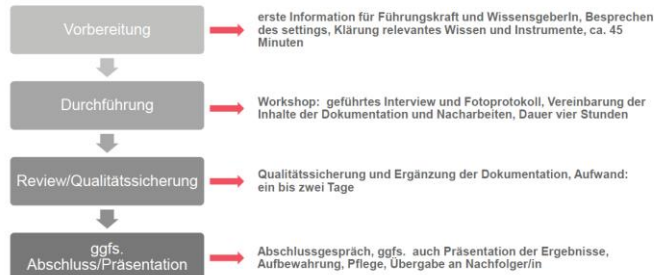 Vorbereitung
erste Information für Führungskraft und WissensgeberIn, Besprechen
des settings, Klärung relevantes Wissen und Instrumente, ca. 45
Minuten
Durchführung
Workshop: geführtes Interview und Fotoprotokoll, Vereinbarung der
Inhalte der Dokumentation und Nacharbeiten, Dauer vier Stunden
Review/Qualitätssicherung
Qualitätssicherung und Ergänzung der Dokumentation, Aufwand:
ein bis zwei Tage
ggfs.
Abschluss/Präsentation
Abschlussgespräch, ggfs. auch Präsentation der Ergebnisse,
Aufbewahrung, Pflege, Übergabe an Nachfolger/in